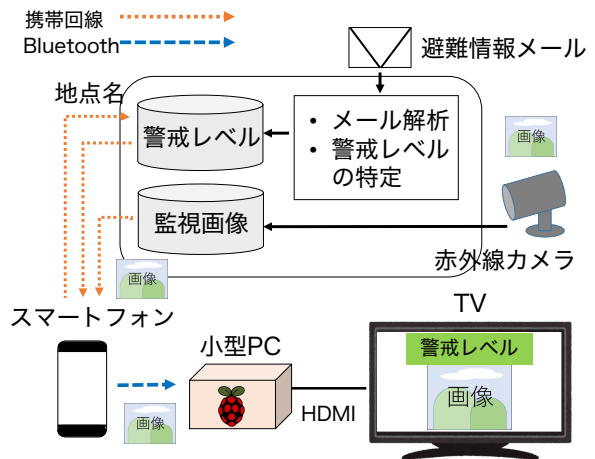 携帯回線
Bluetooth
避難情報メール
地点名
警戒レベル
• メール解析
• 警戒レベル
の特定
画像
監視画像
赤外線カメラ
画像
スマートフォン
TV
小型PC
警戒レベル
画像
HDMI
画像